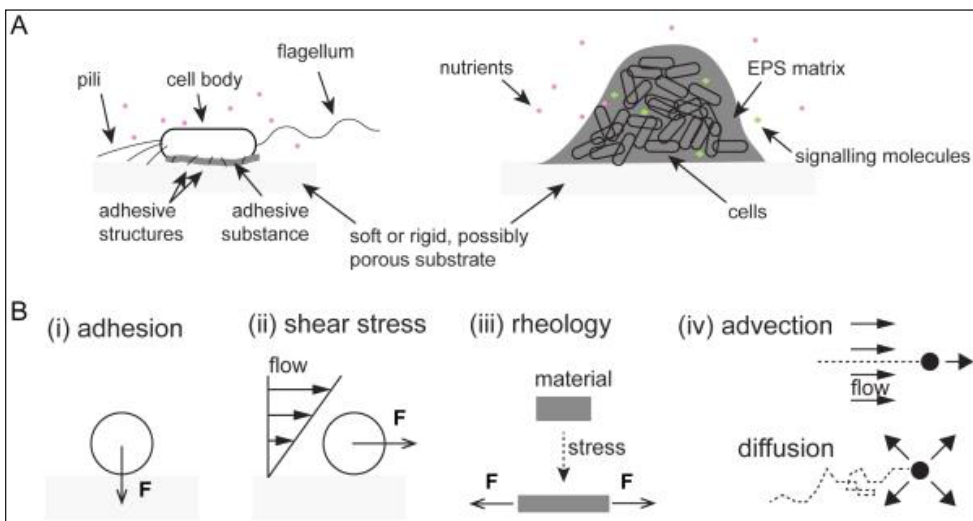 A
flagellum
pili
cell body
nutrients
EPS matrix
signalling molecules
adhesive
structures
adhesive
substance
cells
soft or rigid, possibly
porous substrate
B
(i) adhesion
(ii) shear stress
(iii) rheology
(iv) advection
flow
flow
material
F
stress
diffusion
F
F
F